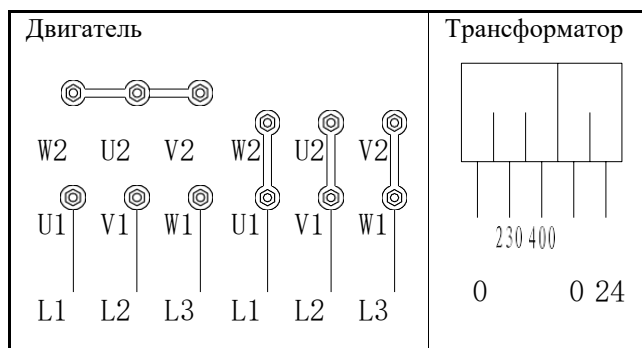 Двигатель
Трансформатор
W2 U2 V2 W2 U2 V2
U1 V1 W1 U1 V1 W1
230 400
0 0 24
L1 L2 L3 L1 L2 L3